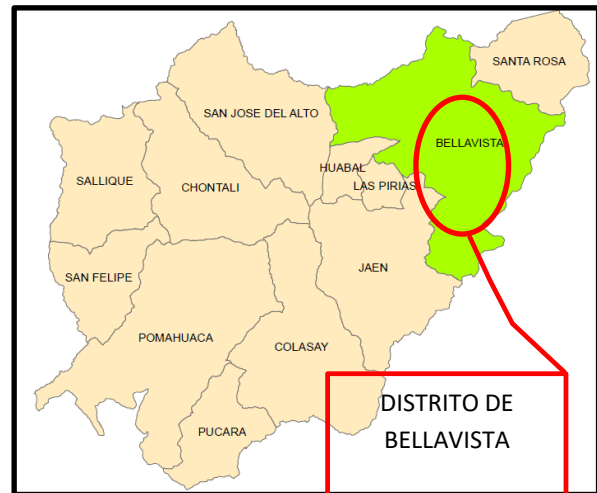 SANTA ROSA
SAN JOSE DEL ALTO
BELLAVISTA
HUABAL
SALLIQUE
CHONTALI
LAS PIRIAS
JAEN
SAN FELIPE
POMAHUACA
COLASAY
DISTRITO DE
BELLAVISTA
PUCARA